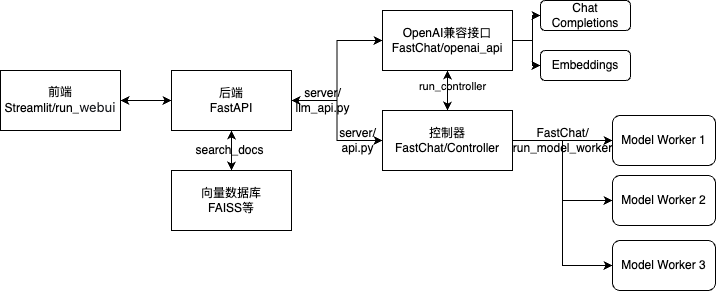 前端
Streamlit/run_webui
后端
FastAPI
search_docs
向量数据库
FAISS等
server/
llm_api.py
server/
api.py
OpenAI兼容接口
FastChat/openai_api
run_controller
控制器
FastChat/Controller
Chat
Completions
Embeddings
FastChat/
run_model_worker
Model Worker 1
Model Worker 2
Model Worker 3